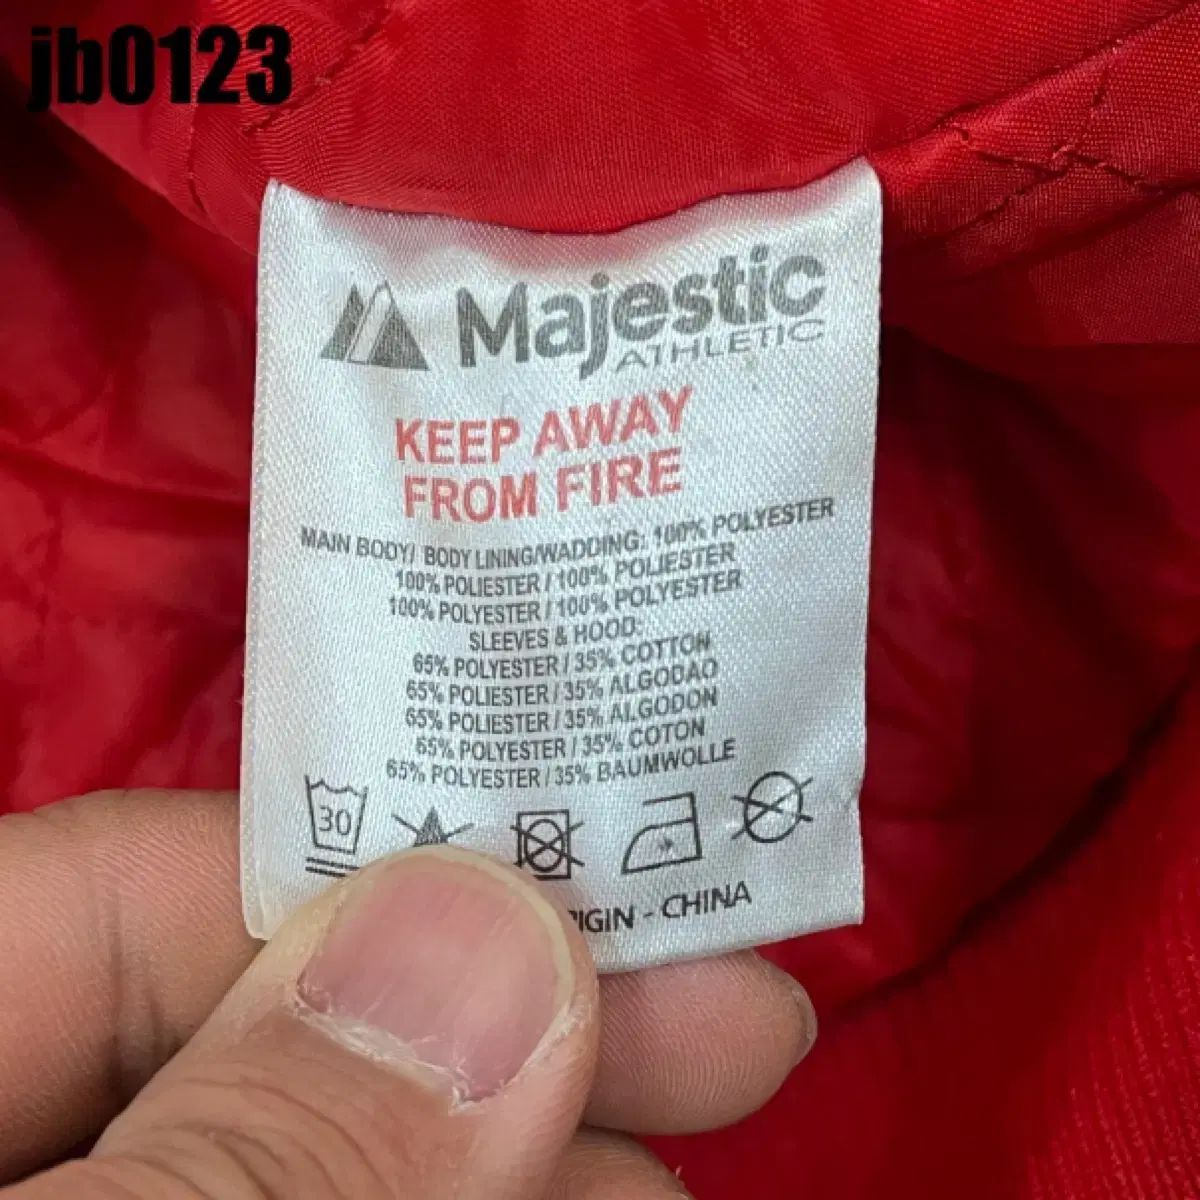 jb0123
Majestic
ATHLETIC
KEEP AWAY
FROM FIRE
MAIN BODY/ BODY LINING/WADDING: 100% POLYESTER
100% POLIESTER / 100% POLIESTER
100% POLYESTER / 100% POLYESTER
SLEEVES & HOOD:
65% POLYESTER / 35% COTTON
65% POLIESTER / 35% ALGODAO
65% POLIESTER / 35% ALGODON
65% POLYESTER / 35% COTON
65% POLYESTER / 35% BAUMWOLLE
30
- CHINA